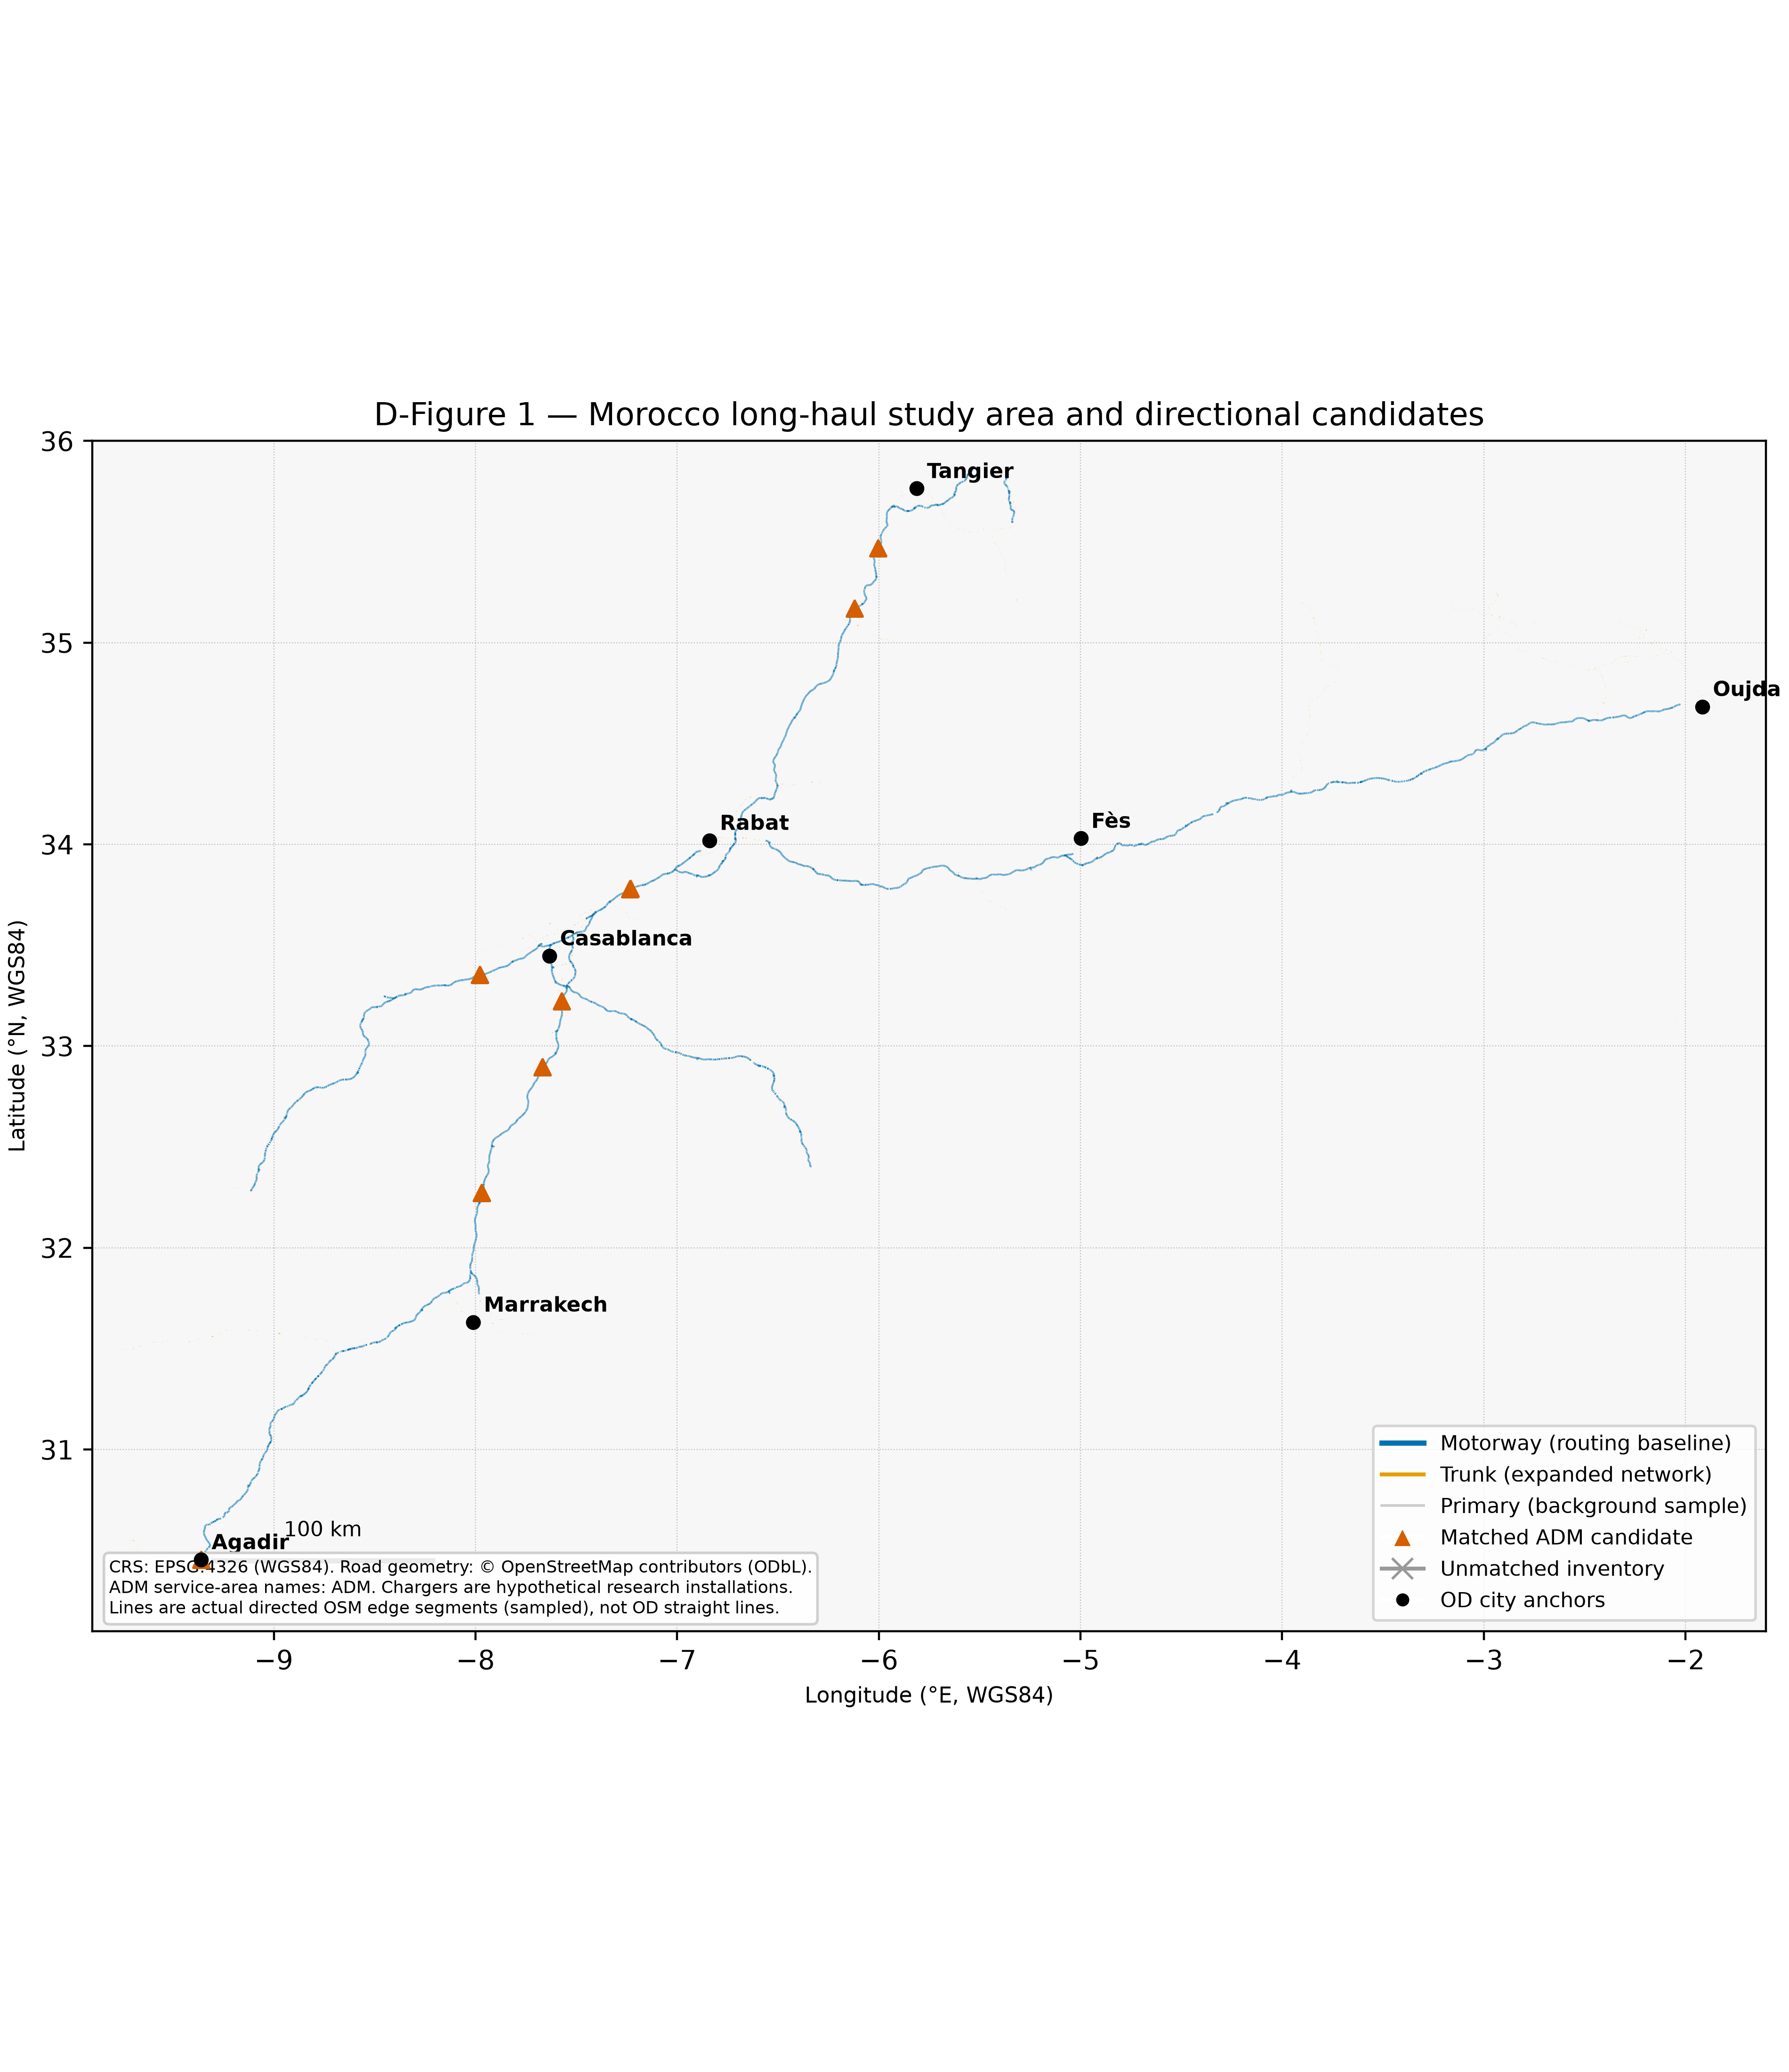 D-Figure 1 — Morocco long-haul study area and directional candidates
36
35
34
33
32
31
Latitude (°N, WGS84)
Tangier
Oujda
Rabat
Fès
Casablanca
Marrakech
100 km
Agadir
CRS: EPSG:4326 (WGS84). Road geometry: © OpenStreetMap contributors (ODbL).
ADM service-area names: ADM. Chargers are hypothetical research installations.
Lines are actual directed OSM edge segments (sampled), not OD straight lines.
Motorway (routing baseline)
Trunk (expanded network)
Primary (background sample)
Matched ADM candidate
Unmatched inventory
OD city anchors
−9 −8 −7 −6 −5 −4 −3 −2
Longitude (°E, WGS84)